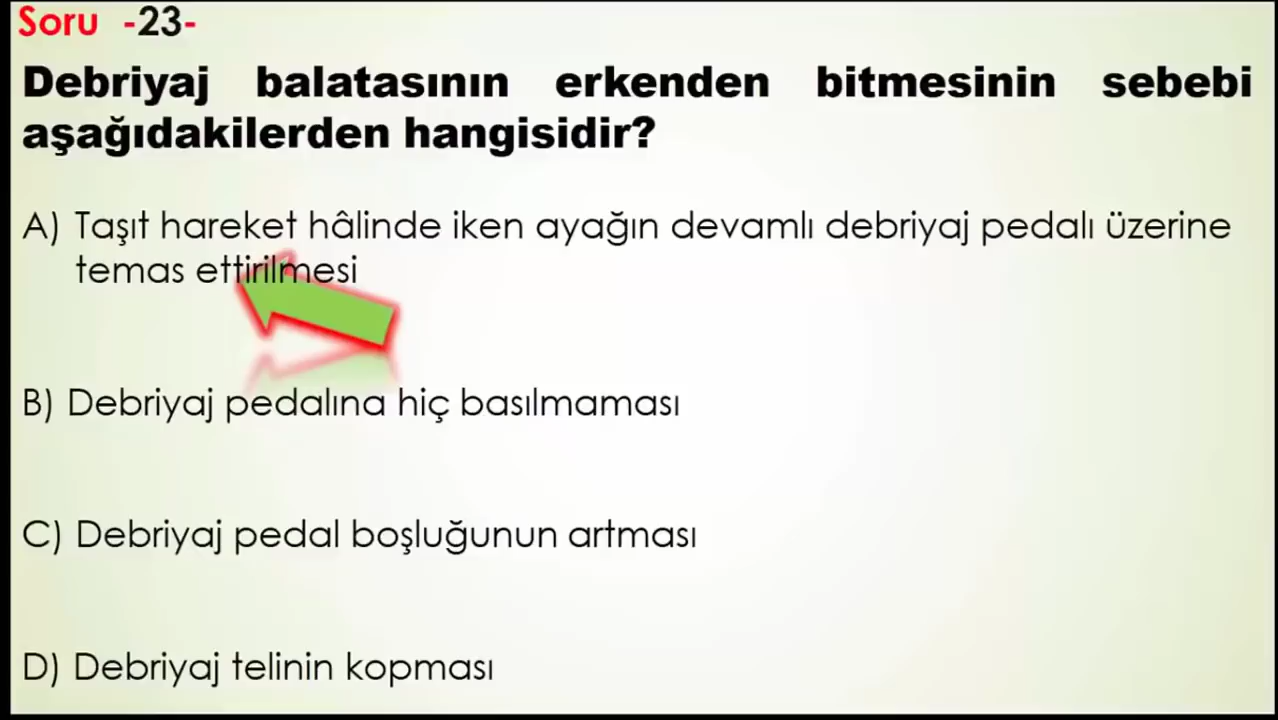 Soru -23-
Debriyaj balatasının erkenden bitmesinin sebebi
aşağıdakilerden hangisidir?
A) Taşıt hareket hâlinde iken ayağın devamlı debriyaj pedalı üzerine
temas ettirilmesi
B) Debriyaj pedalına hiç basılmaması
C) Debriyaj pedal boşluğunun artması
D) Debriyaj telinin kopması